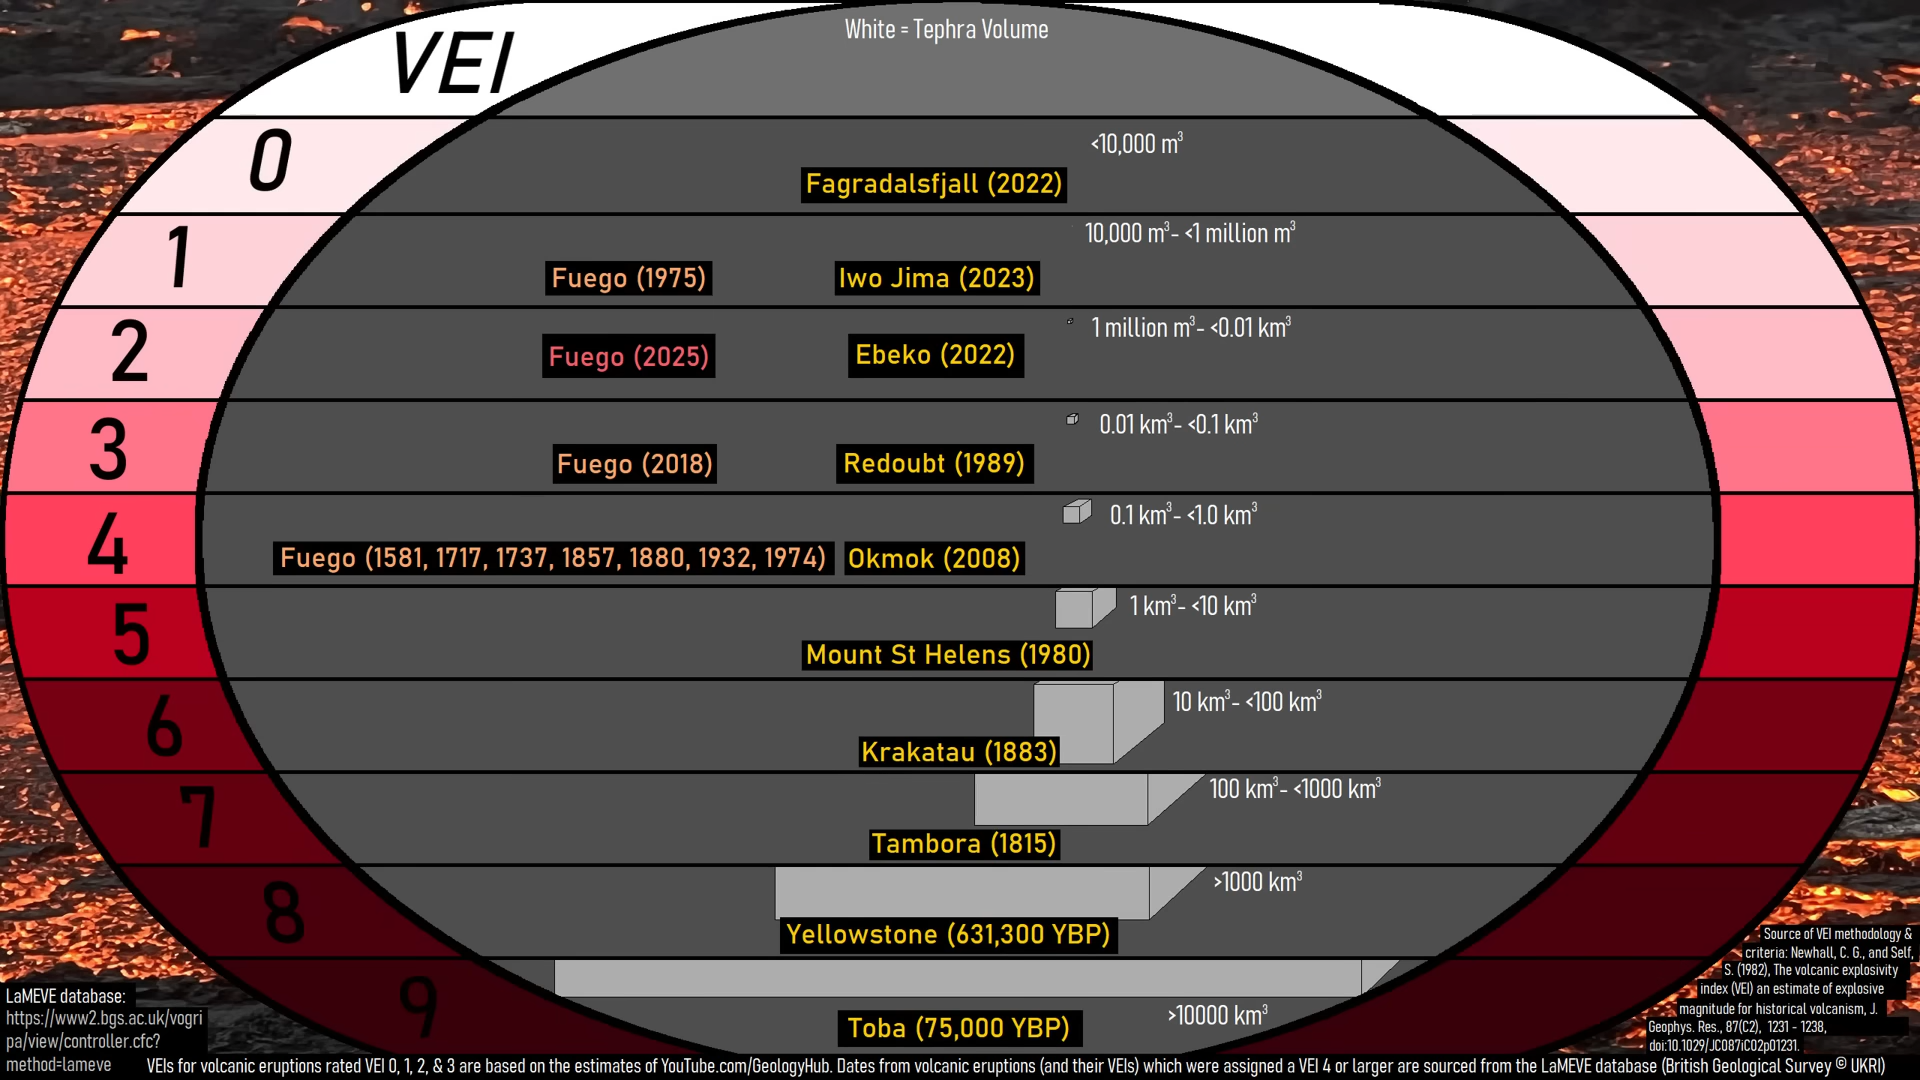 VEI
White = Tephra Volume
0
<10,000 m³
Fagradalsfjall (2022)
1
10,000 m³- <1 million m³
Fuego (1975)
Iwo Jima (2023)
2
1 million m³- <0.01 km³
Fuego (2025)
Ebeko (2022)
3
0.01 km³- <0.1 km³
Fuego (2018)
Redoubt (1989)
4
0.1 km³- <1.0 km³
Fuego (1581, 1717, 1737, 1857, 1880, 1932, 1974)
Okmok (2008)
5
1 km³- <10 km³
Mount St Helens (1980)
6
10 km³- <100 km³
Krakatau (1883)
7
100 km³- <1000 km³
Tambora (1815)
8
>1000 km³
Yellowstone (631,300 YBP)
9
>10000 km³
Toba (75,000 YBP)
LaMEVE database:
https://www2.bgs.ac.uk/vogri
pa/view/controller.cfc?
method=lameve
Source of VEI methodology &
criteria: Newhall, C. G., and Self,
S. (1982), The volcanic explosivity
index (VEI) an estimate of explosive
magnitude for historical volcanism, J.
Geophys. Res., 87(C2), 1231 - 1238,
doi:10.1029/JC087iC02p01231.
VEIs for volcanic eruptions rated VEI 0, 1, 2, & 3 are based on the estimates of YouTube.com/GeologyHub. Dates from volcanic eruptions (and their VEIs) which were assigned a VEI 4 or larger are sourced from the LaMEVE database (British Geological Survey © UKRI)